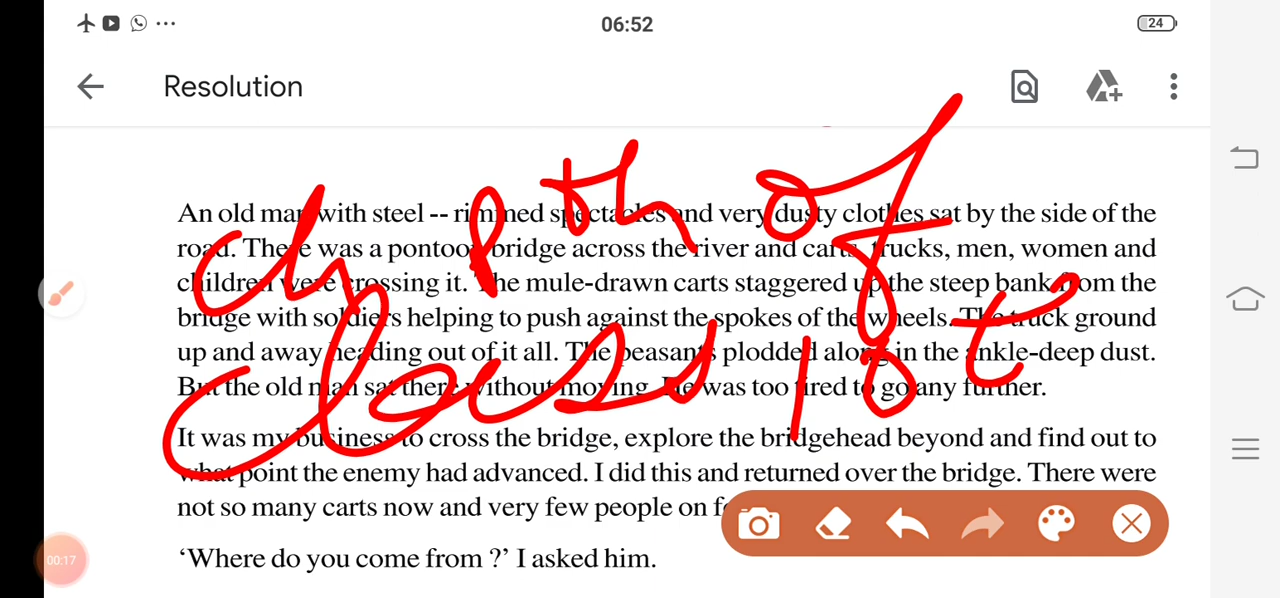 06:52
24
Resolution
An old man with steel -- rimmed spectacles and very dusty clothes sat by the side of the
road. There was a pontoon bridge across the river and carts, trucks, men, women and
children were crossing it. The mule-drawn carts staggered up the steep bank from the
bridge with soldiers helping to push against the spokes of the wheels. The truck ground
up and away heading out of it all. The peasants plodded along in the ankle-deep dust.
But the old man sat there without moving. He was too tired to go any further.
It was my business to cross the bridge, explore the bridgehead beyond and find out to
what point the enemy had advanced. I did this and returned over the bridge. There were
not so many carts now and very few people on
‘Where do you come from ?’ I asked him.
00:17
of
class 10t